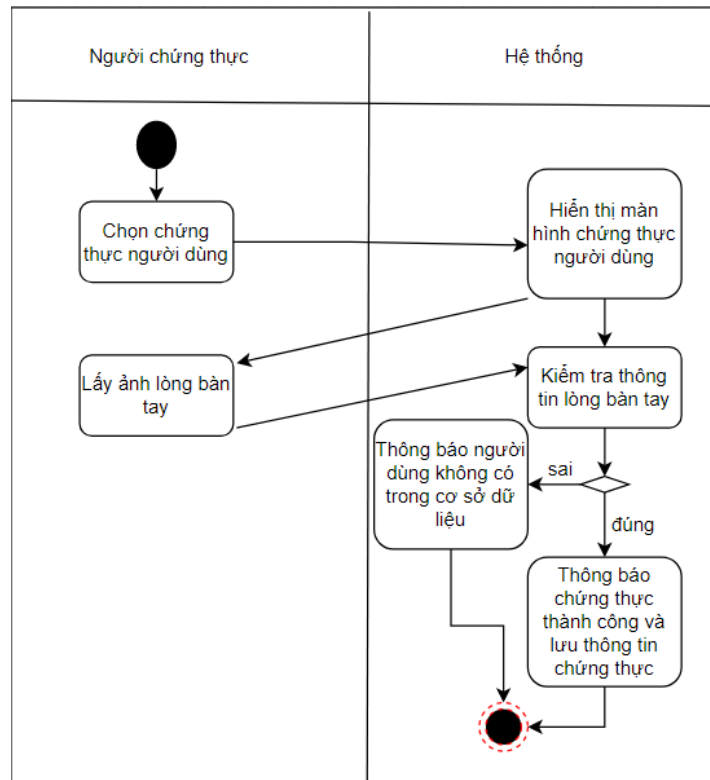 Người chứng thực
Hệ thống
Chọn chứng
thực người dùng
Hiển thị màn
hình chứng thực
người dùng
Lấy ảnh lòng bàn
tay
Kiểm tra thông
tin lòng bàn tay
Thông báo người
dùng không có
trong cơ sở dữ
liệu
sai
đúng
Thông báo
chứng thực
thành công và
lưu thông tin
chứng thực